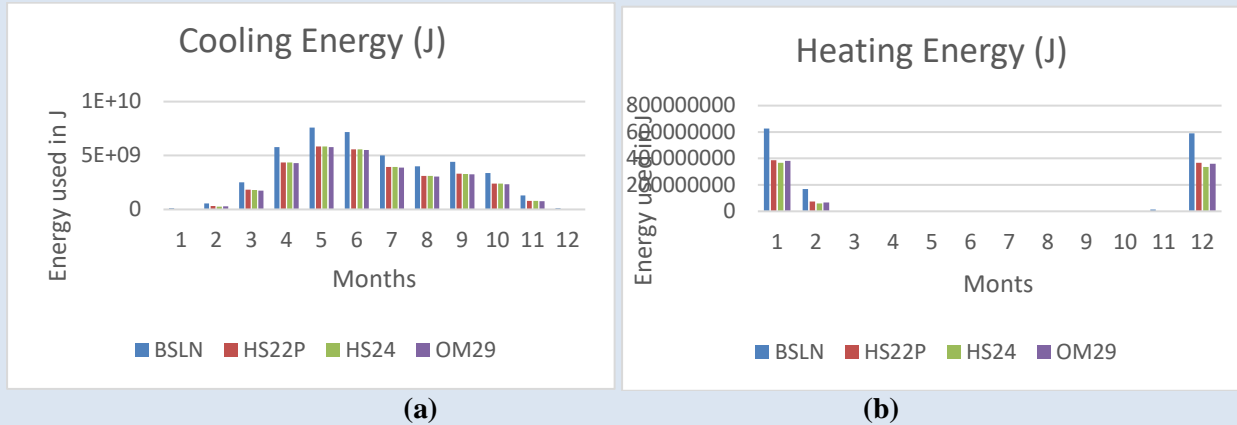 Cooling Energy (J)
Energy used in J
1E+10
5E+09
0
1 2 3 4 5 6 7 8 9 10 11 12
Months
BSLN HS22P HS24 OM29
(a)
Heating Energy (J)
Energy used in J
800000000
600000000
400000000
200000000
0
1 2 3 4 5 6 7 8 9 10 11 12
Monts
BSLN HS22P HS24 OM29
(b)